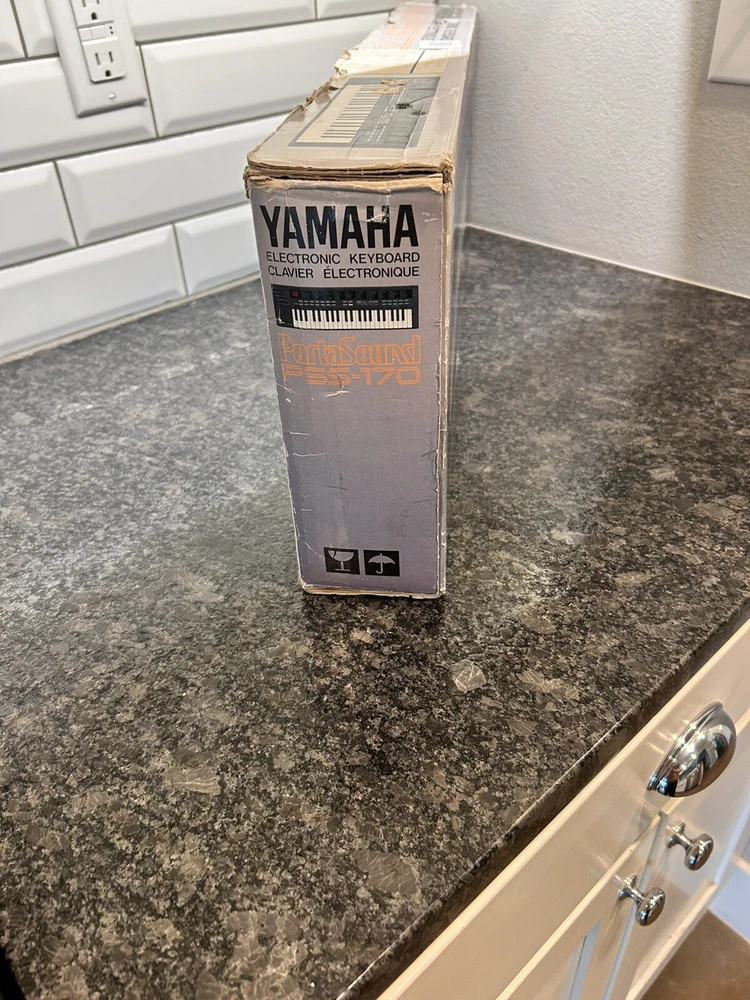 YAMAHA
ELECTRONIC KEYBOARD
CLAVIER ÉLECTRONIQUE
PortaSound
PSS-170